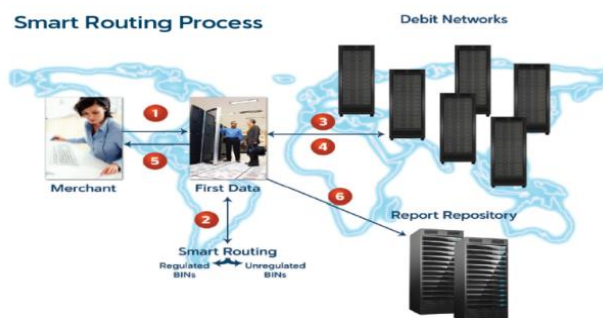 Smart Routing Process
Debit Networks
1
3
4
5
Merchant
First Data
2
6
Report Repository
Smart Routing
Regulated BINs
Unregulated BINs